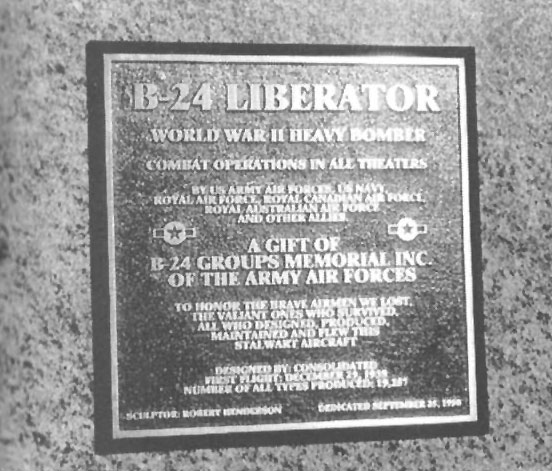 B-24 LIBERATOR
WORLD WAR II HEAVY BOMBER
COMBAT OPERATIONS IN ALL THEATERS
BY US ARMY AIR FORCES, US NAVY,
ROYAL AIR FORCE, ROYAL CANADIAN AIR FORCE,
ROYAL AUSTRALIAN AIR FORCE
AND OTHER ALLIES.
A GIFT OF
B-24 GROUPS MEMORIAL INC.
OF THE ARMY AIR FORCES
TO HONOR THE BRAVE AIRMEN WE LOST,
THE VALIANT ONES WHO SURVIVED,
ALL WHO DESIGNED, PRODUCED,
MAINTAINED AND FLEW THIS
STALWART AIRCRAFT
DESIGNED BY: CONSOLIDATED
FIRST FLIGHT: DECEMBER 29, 1939
NUMBER OF ALL TYPES PRODUCED: 19,257
SCULPTOR: ROBERT HENDERSON DEDICATED SEPTEMBER 25, 1990